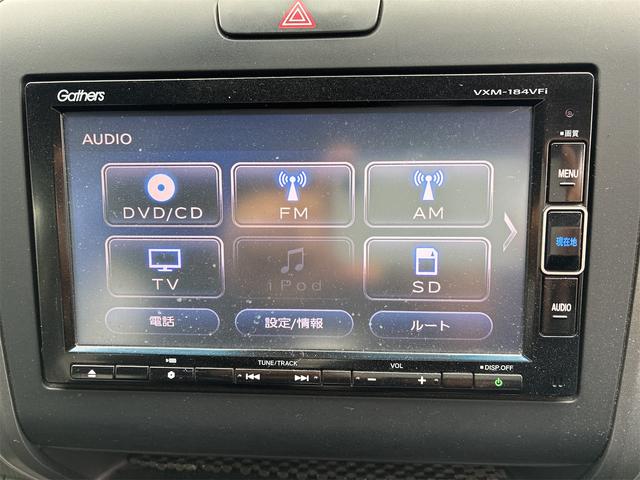 Gathers
VXM-184VFi
AUDIO
■画質
MENU
DVD/CD
FM
AM
現在地
TV
iPod
SD
AUDIO
電話
設定/情報
ルート
TUNE/TRACK
VOL
■DISP.OFF
− +